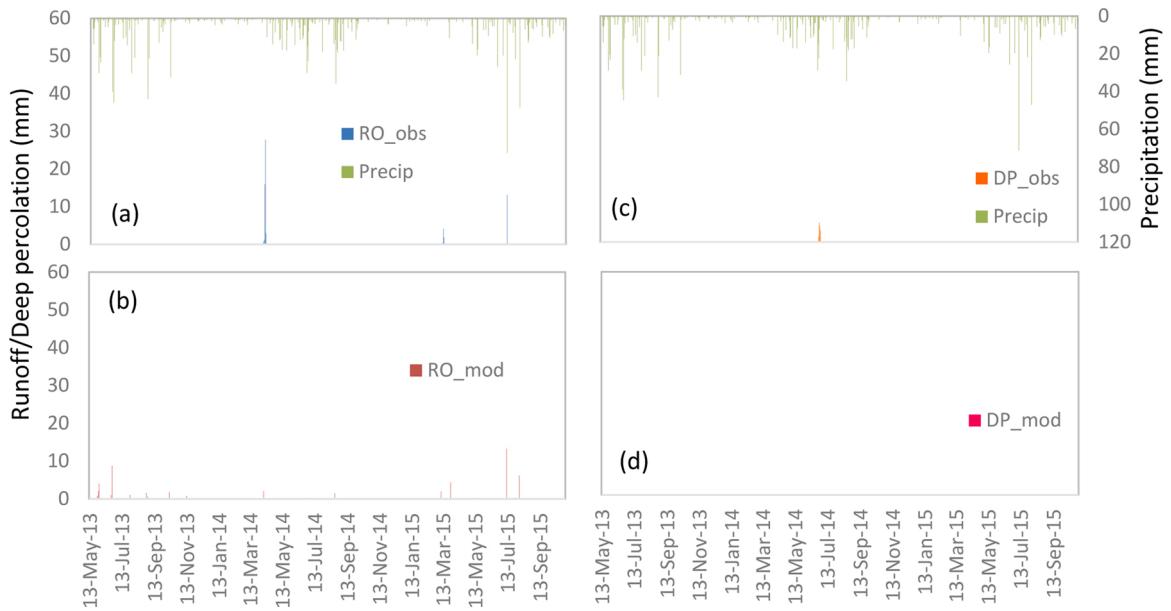 Runoff/Deep percolation (mm)
60
50
40
30
20
10
0
RO_obs
Precip
(a)
DP_obs
Precip
(c)
0
20
40
60
80
100
120
Precipitation (mm)
60
50
40
30
20
10
0
(b)
RO_mod
DP_mod
(d)
13-May-13
13-Jul-13
13-Sep-13
13-Nov-13
13-Jan-14
13-Mar-14
13-May-14
13-Jul-14
13-Sep-14
13-Nov-14
13-Jan-15
13-Mar-15
13-May-15
13-Jul-15
13-Sep-15
13-May-13
13-Jul-13
13-Sep-13
13-Nov-13
13-Jan-14
13-Mar-14
13-May-14
13-Jul-14
13-Sep-14
13-Nov-14
13-Jan-15
13-Mar-15
13-May-15
13-Jul-15
13-Sep-15